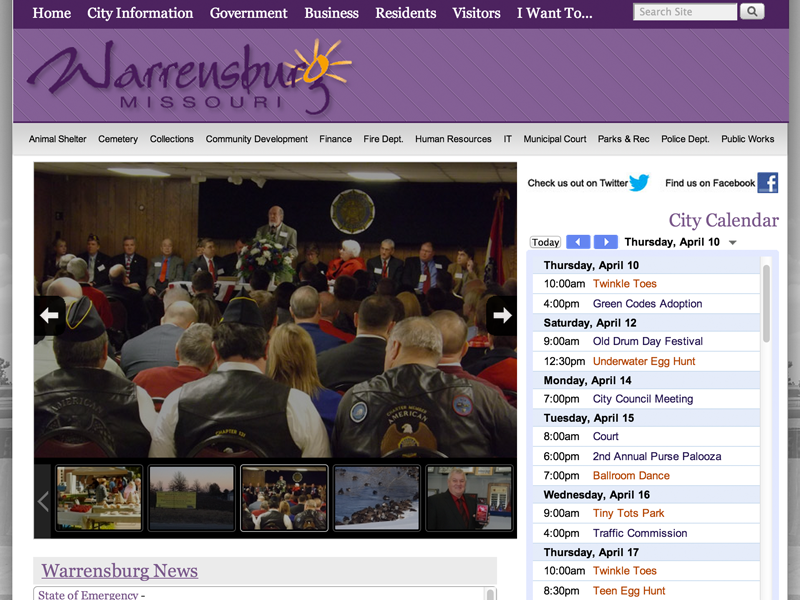 Home City Information Government Business Residents Visitors I Want To... Search Site
Warrensburg
MISSOURI
Animal Shelter Cemetery Collections Community Development Finance Fire Dept. Human Resources IT Municipal Court Parks & Rec Police Dept. Public Works
Check us out on Twitter Find us on Facebook
City Calendar
Today Thursday, April 10
Thursday, April 10
10:00am Twinkle Toes
4:00pm Green Codes Adoption
Saturday, April 12
9:00am Old Drum Day Festival
12:30pm Underwater Egg Hunt
Monday, April 14
7:00pm City Council Meeting
Tuesday, April 15
8:00am Court
6:00pm 2nd Annual Purse Palooza
7:00pm Ballroom Dance
Wednesday, April 16
9:00am Tiny Tots Park
4:00pm Traffic Commission
Thursday, April 17
10:00am Twinkle Toes
8:30pm Teen Egg Hunt
AMERICAN
CHAPTER
CHARTER MEMBER
AMERICAN
Warrensburg News
State of Emergency -